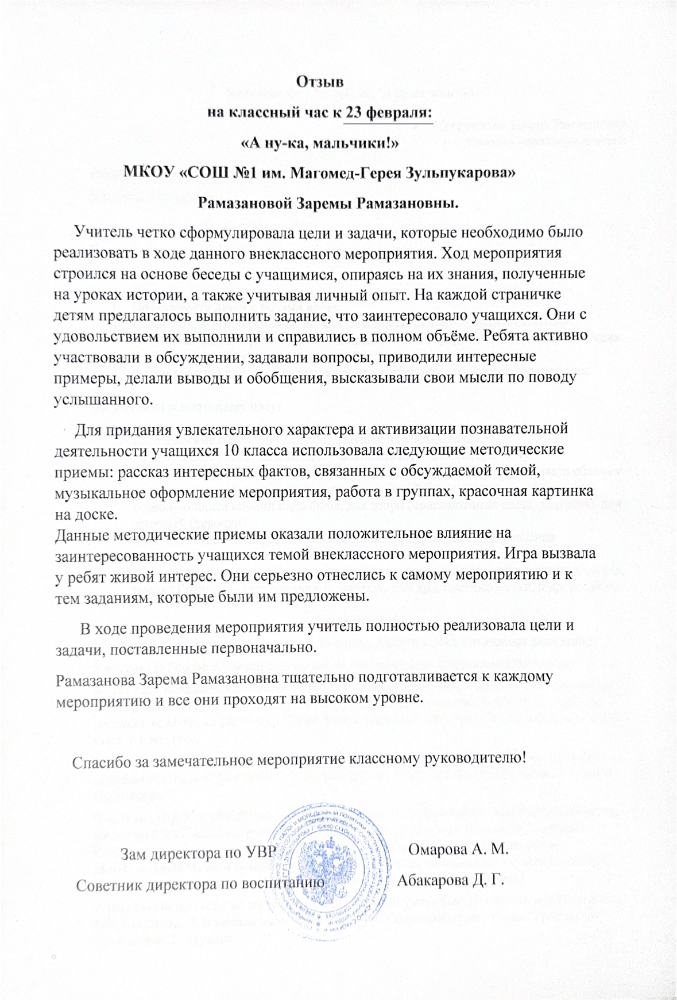 Отзыв
на классный час к 23 февраля:
«А ну-ка, мальчики!»
МКОУ «СОШ №1 им. Магомед-Герея Зульпукарова»
Рамазановой Заремы Рамазановны.
Учитель четко сформулировала цели и задачи, которые необходимо было
реализовать в ходе данного внеклассного мероприятия. Ход мероприятия
строился на основе беседы с учащимися, опираясь на их знания, полученные
на уроках истории, а также учитывая личный опыт. На каждой страничке
детям предлагалось выполнить задание, что заинтересовало учащихся. Они с
удовольствием их выполнили и справились в полном объёме. Ребята активно
участвовали в обсуждении, задавали вопросы, приводили интересные
примеры, делали выводы и обобщения, высказывали свои мысли по поводу
услышанного.
Для придания увлекательного характера и активизации познавательной
деятельности учащихся 10 класса использовала следующие методические
приемы: рассказ интересных фактов, связанных с обсуждаемой темой,
музыкальное оформление мероприятия, работа в группах, красочная картинка
на доске.
Данные методические приемы оказали положительное влияние на
заинтересованность учащихся темой внеклассного мероприятия. Игра вызвала
у ребят живой интерес. Они серьезно отнеслись к самому мероприятию и к
тем заданиям, которые были им предложены.
В ходе проведения мероприятия учитель полностью реализовала цели и
задачи, поставленные первоначально.
Рамазанова Зарема Рамазановна тщательно подготавливается к каждому
мероприятию и все они проходят на высоком уровне.
Спасибо за замечательное мероприятие классному руководителю!
Зам директора по УВР Омарова А. М.
Советник директора по воспитанию Абакарова Д. Г.